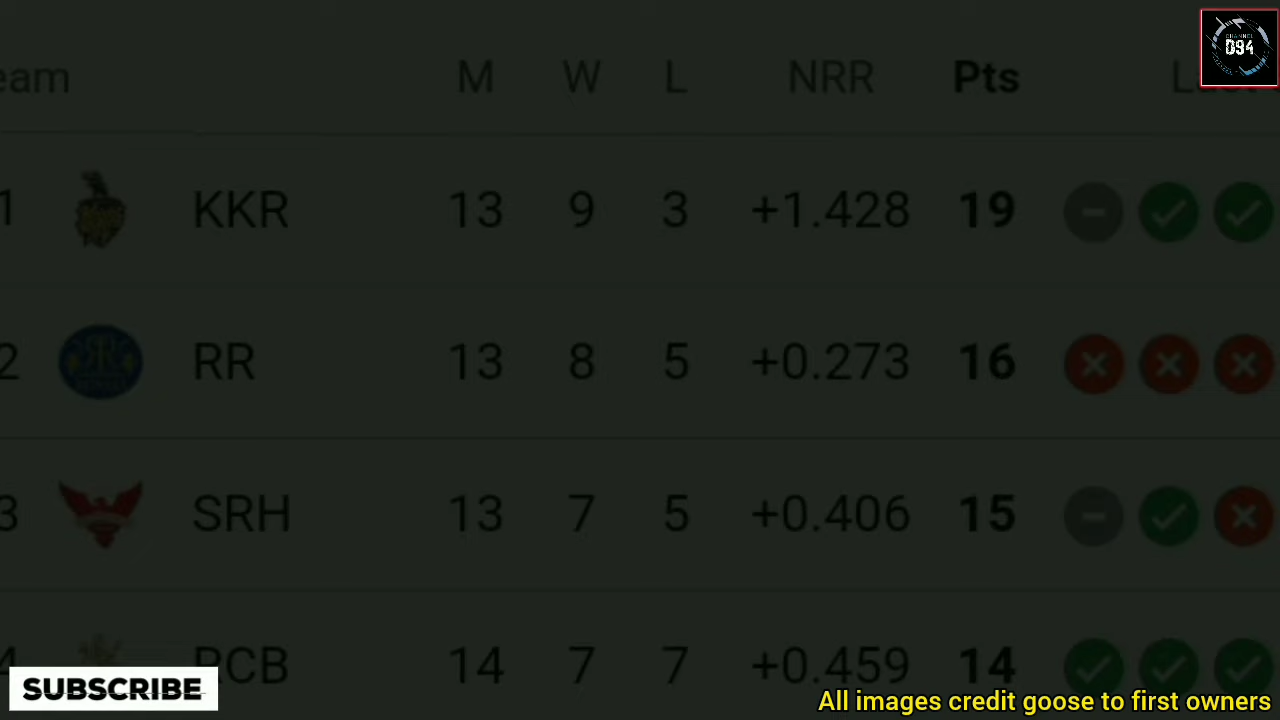 eam M W L NRR Pts
CHANNEL
D94
1 KKR 13 9 3 +1.428 19
2 RR 13 8 5 +0.273 16
3 SRH 13 7 5 +0.406 15
4 RCB 14 7 7 +0.459 14
SUBSCRIBE
All images credit goose to first owners